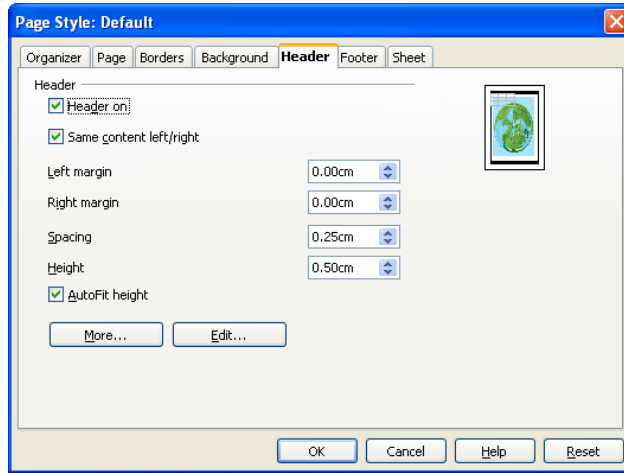 Page Style: Default
Organizer Page Borders Background Header Footer Sheet
Header
Header on
Same content left/right
Left margin 0.00cm
Right margin 0.00cm
Spacing 0.25cm
Height 0.50cm
AutoFit height
More... Edit...
OK Cancel Help Reset